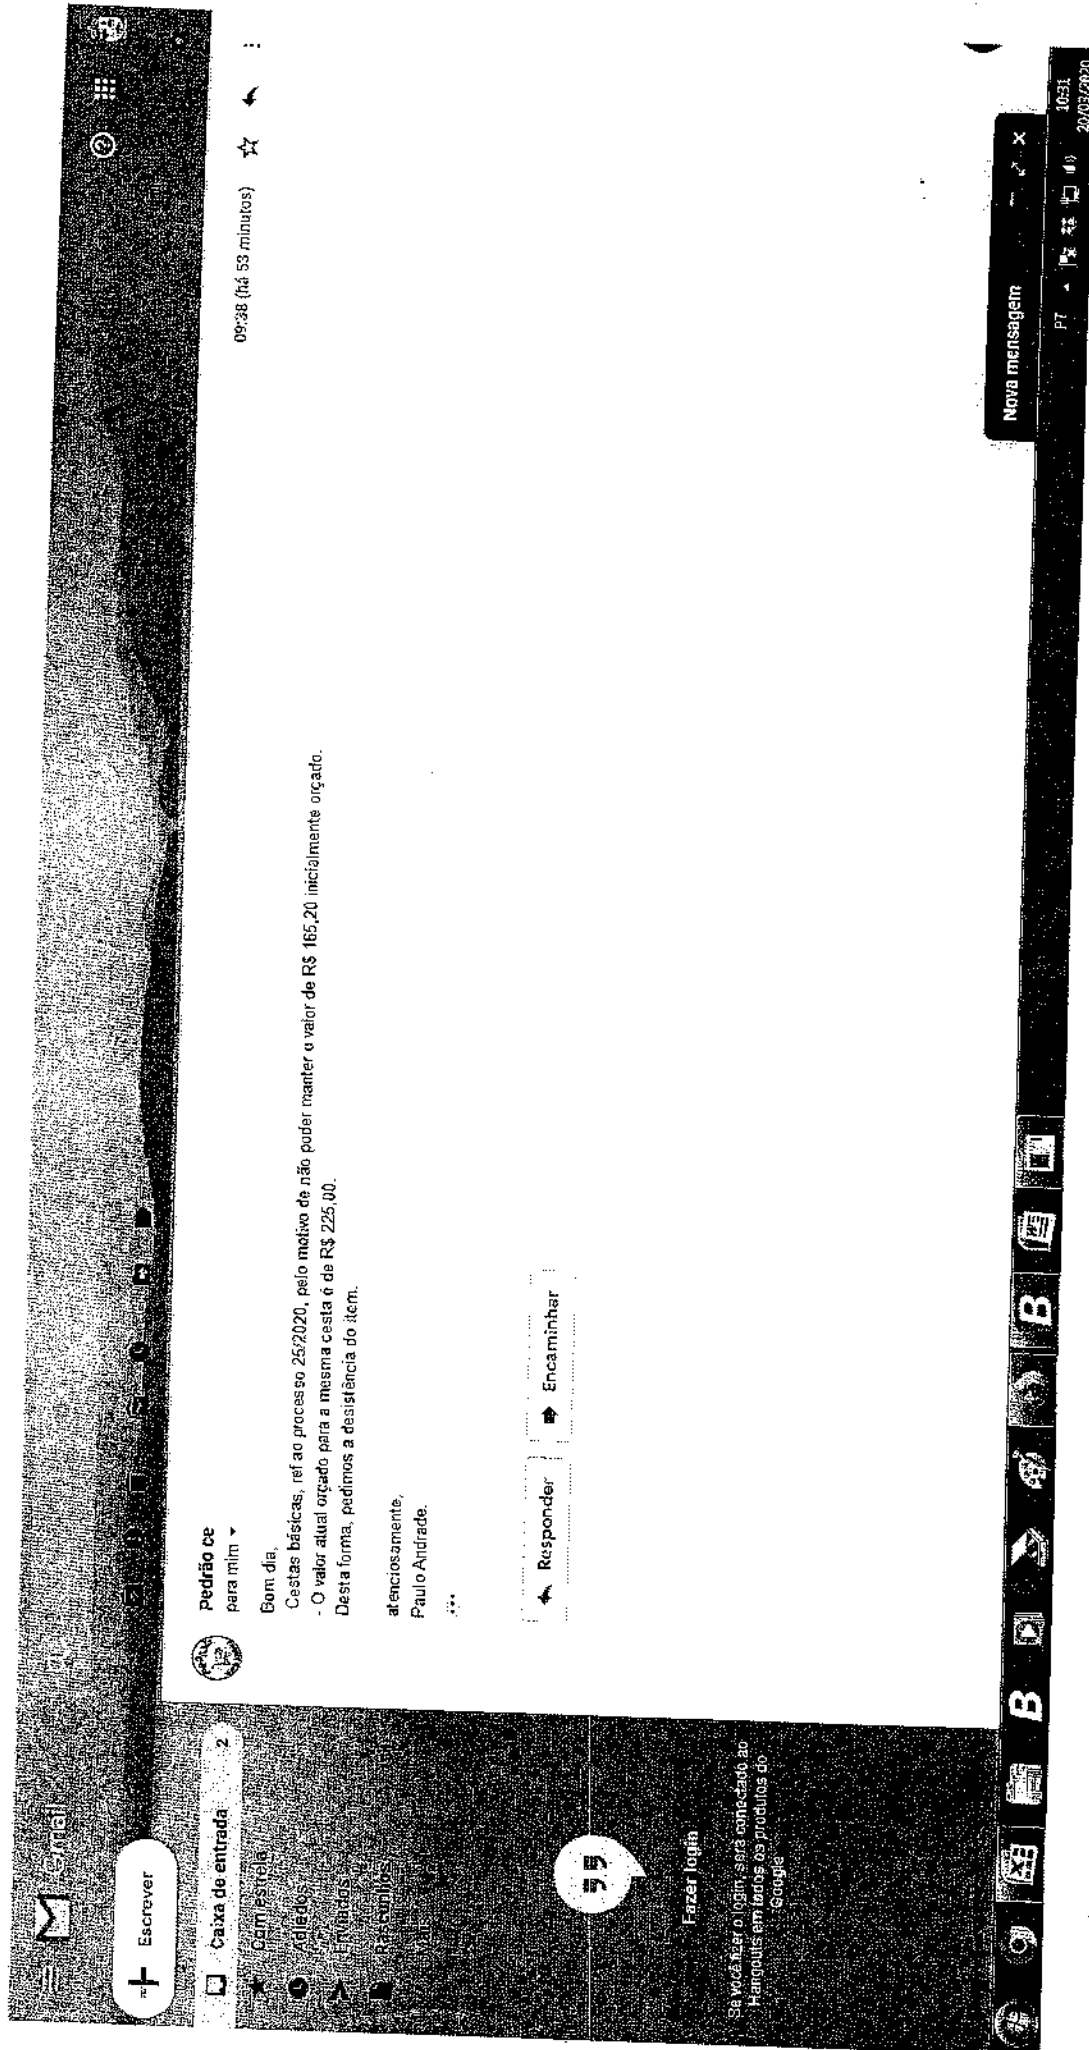 Gmail
Escrever
Caixa de entrada 2
Com estrela
Adiados
Enviados
Rascunhos
Fazer login
Se você fizer o login, será conectado ao
Hangouts em todos os produtos do
Google
Pedrão ce
para mim
09:38 (há 53 minutos)
Bom dia,
Cestas básicas, ref ao processo 25/2020, pelo motivo de não puder manter o valor de R$ 165,20 inicialmente orçado.
- O valor atual orçado para a mesma cesta é de R$ 225,00.
Desta forma, pedimos a desistência do item.
atenciosamente,
Paulo Andrade.
Responder
Encaminhar
Nova mensagem
PT
10:31
20/03/2020